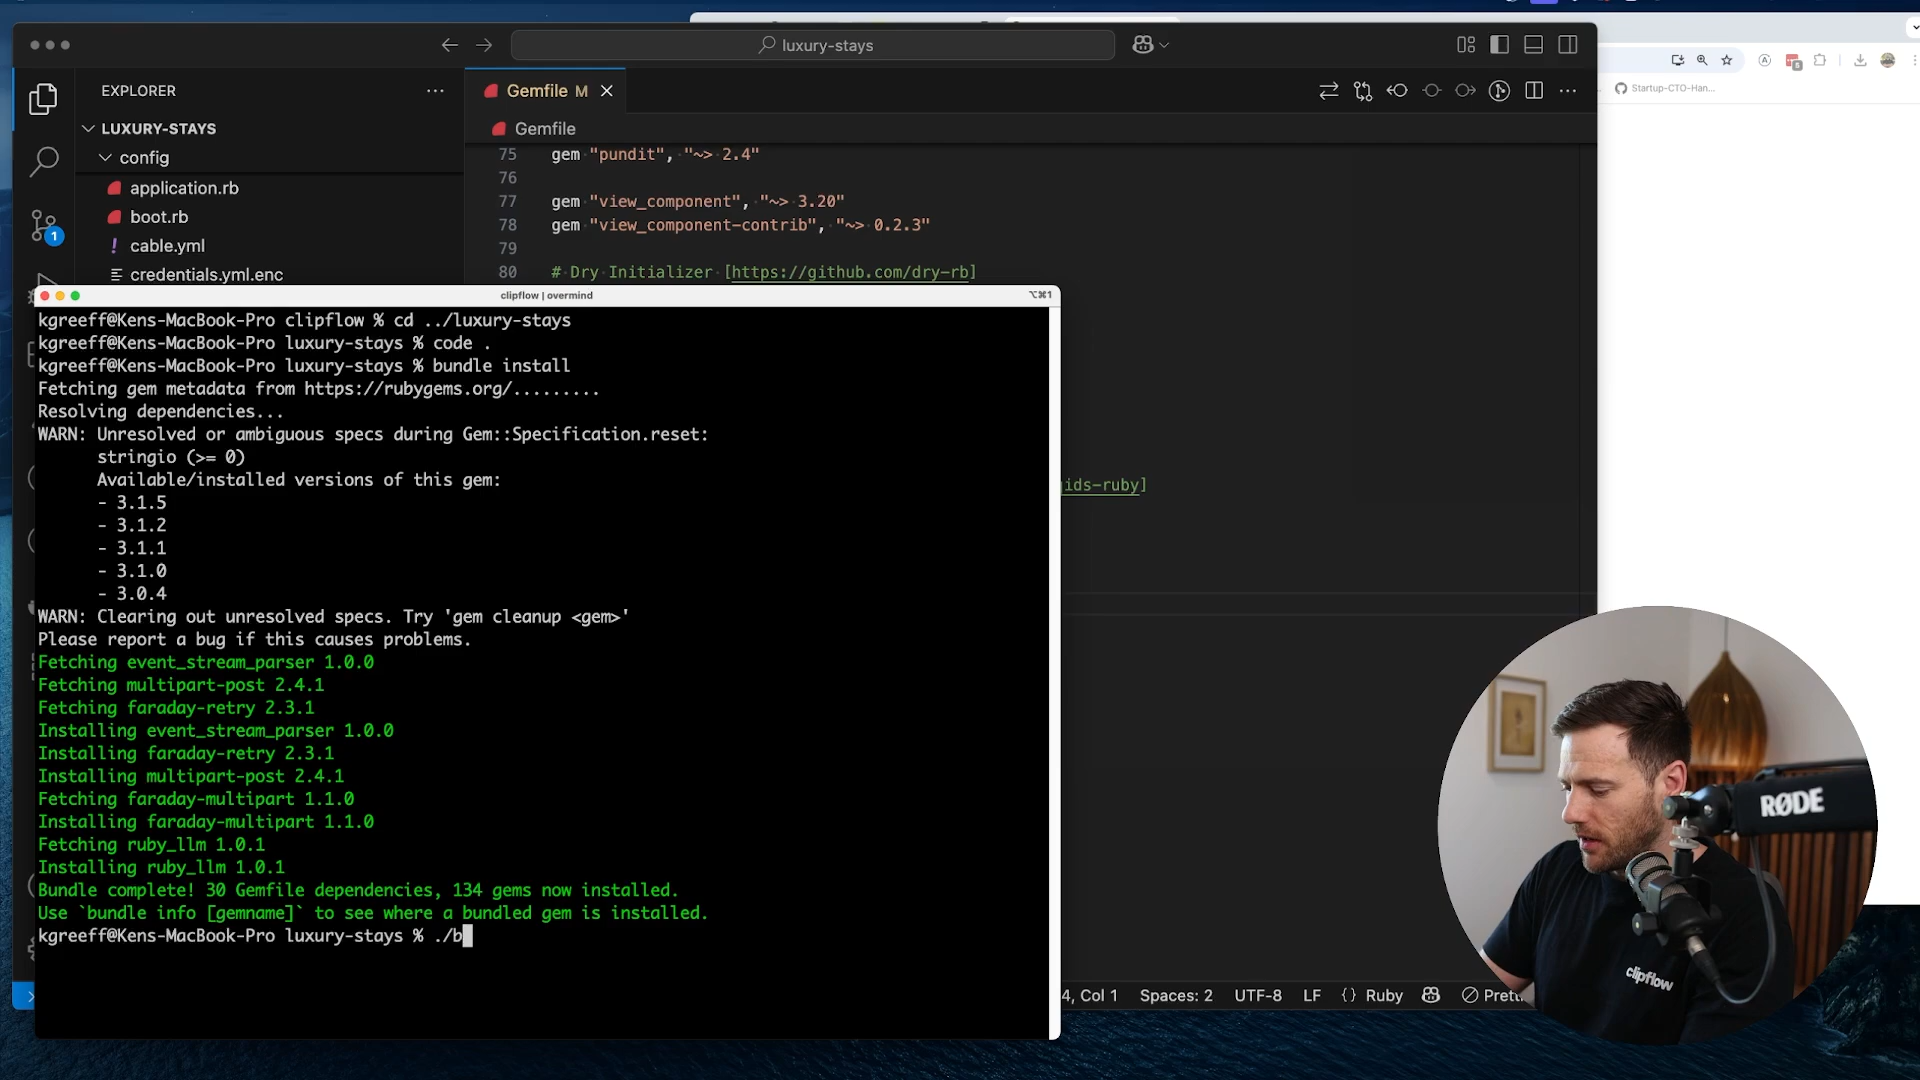 luxury-stays
EXPLORER
LUXURY-STAYS
config
application.rb
boot.rb
cable.yml
credentials.yml.enc
1
Gemfile M
Gemfile
75 gem "pundit", "~> 2.4"
76
77 gem "view_component", "~> 3.20"
78 gem "view_component-contrib", "~> 0.2.3"
79
80 # Dry Initializer [https://github.com/dry-rb]
ids-ruby]
Startup-CTO-Han...
clipflow | overmind
⌥⌘1
kgreeff@Kens-MacBook-Pro clipflow % cd ../luxury-stays
kgreeff@Kens-MacBook-Pro luxury-stays % code .
kgreeff@Kens-MacBook-Pro luxury-stays % bundle install
Fetching gem metadata from https://rubygems.org/.........
Resolving dependencies...
WARN: Unresolved or ambiguous specs during Gem::Specification.reset:
stringio (>= 0)
Available/installed versions of this gem:
- 3.1.5
- 3.1.2
- 3.1.1
- 3.1.0
- 3.0.4
WARN: Clearing out unresolved specs. Try 'gem cleanup <gem>'
Please report a bug if this causes problems.
Fetching event_stream_parser 1.0.0
Fetching multipart-post 2.4.1
Fetching faraday-retry 2.3.1
Installing event_stream_parser 1.0.0
Installing faraday-retry 2.3.1
Installing multipart-post 2.4.1
Fetching faraday-multipart 1.1.0
Installing faraday-multipart 1.1.0
Fetching ruby_llm 1.0.1
Installing ruby_llm 1.0.1
Bundle complete! 30 Gemfile dependencies, 134 gems now installed.
Use `bundle info [gemname]` to see where a bundled gem is installed.
kgreeff@Kens-MacBook-Pro luxury-stays % ./b
4, Col 1 Spaces: 2 UTF-8 LF {} Ruby Prett
RØDE
clipflow